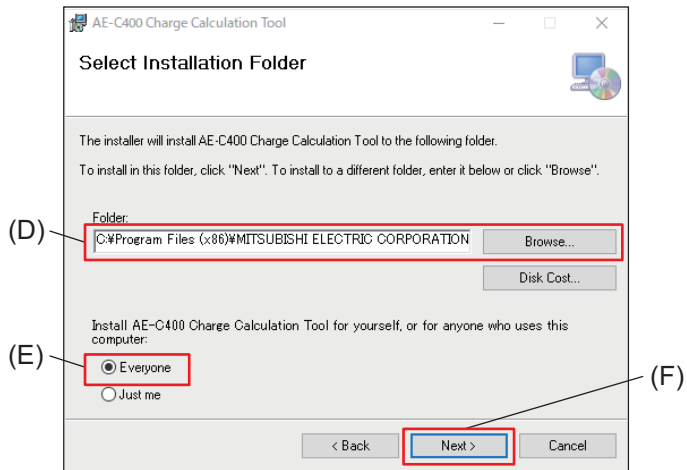 AE-C400 Charge Calculation Tool
Select Installation Folder
The installer will install AE-C400 Charge Calculation Tool to the following folder.
To install in this folder, click "Next". To install to a different folder, enter it below or click "Browse".
Folder:
(D)
C:¥Program Files (x86)¥MITSUBISHI ELECTRIC CORPORATION
Browse...
Disk Cost...
Install AE-C400 Charge Calculation Tool for yourself, or for anyone who uses this
computer:
(E)
Everyone
(F)
Just me
< Back
Next >
Cancel